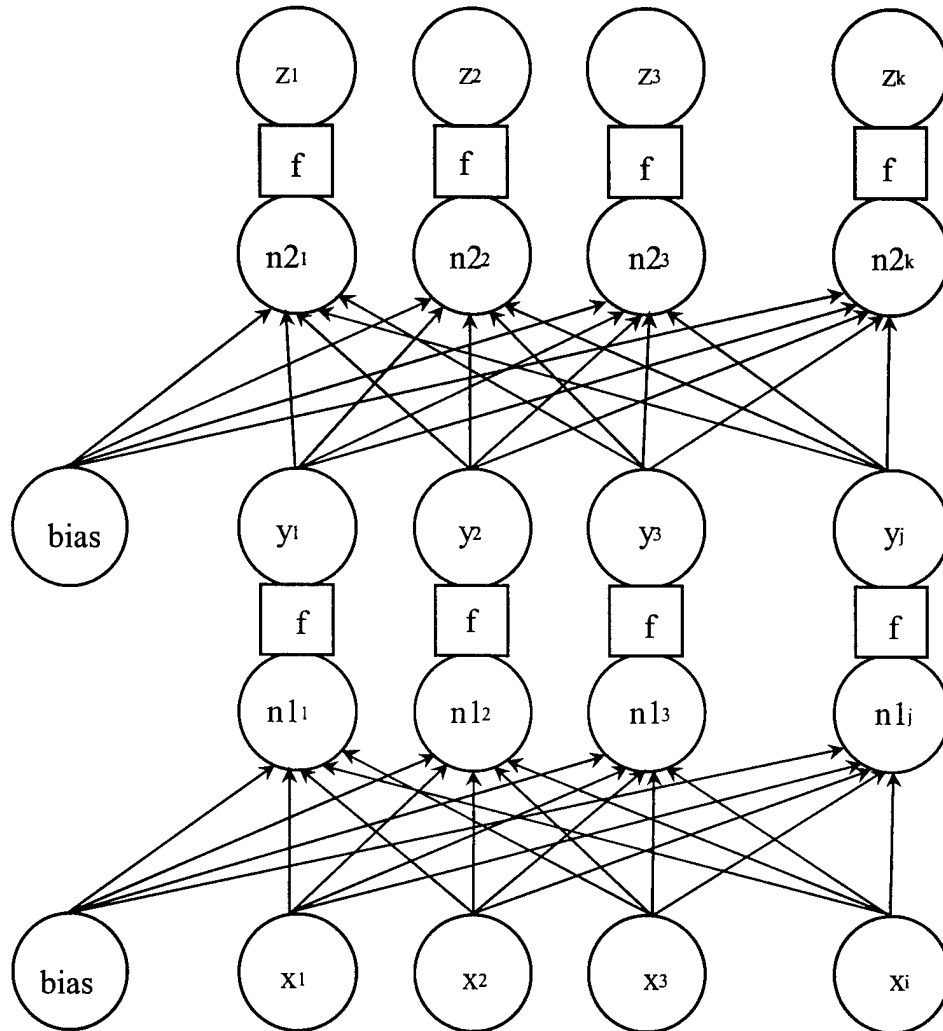 z1 z2 z3 zk
f f f f
n21 n22 n23 n2k
bias y1 y2 y3 yj
f f f f
n11 n12 n13 n1j
bias x1 x2 x3 xi